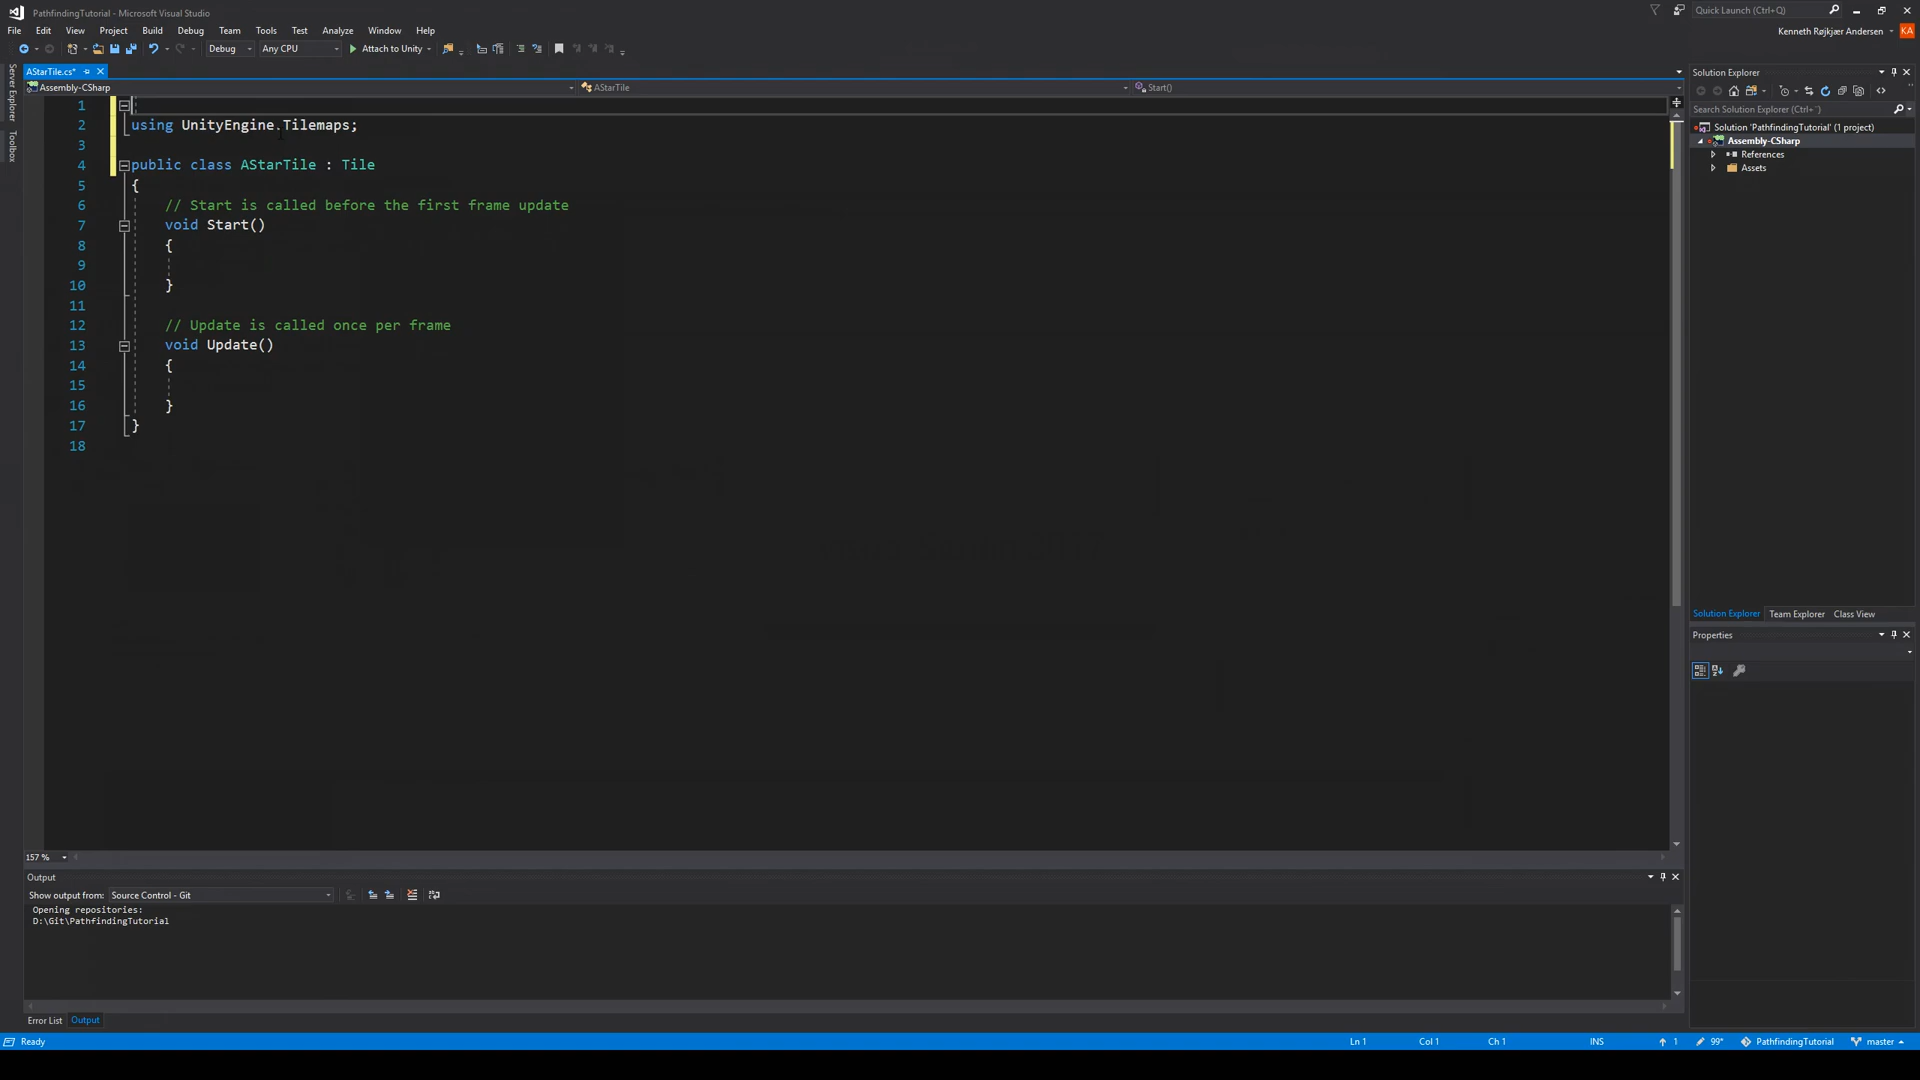 PathfindingTutorial - Microsoft Visual Studio
Quick Launch (Ctrl+Q)
File Edit View Project Build Debug Team Tools Test Analyze Window Help
Kenneth Røjkjær Andersen KA
Debug Any CPU Attach to Unity
Server Explorer
Toolbox
AStarTile.cs*
Assembly-CSharp AStarTile Start()
1
2 using UnityEngine.Tilemaps;
3
4 public class AStarTile : Tile
5 {
6 // Start is called before the first frame update
7 void Start()
8 {
9
10 }
11
12 // Update is called once per frame
13 void Update()
14 {
15
16 }
17 }
18
157 %
Solution Explorer
Search Solution Explorer (Ctrl+¨)
Solution 'PathfindingTutorial' (1 project)
Assembly-CSharp
References
Assets
Solution Explorer Team Explorer Class View
Properties
Output
Show output from: Source Control - Git
Opening repositories:
D:\Git\PathfindingTutorial
Error List Output
Ready Ln 1 Col 1 Ch 1 INS 1 99* PathfindingTutorial master